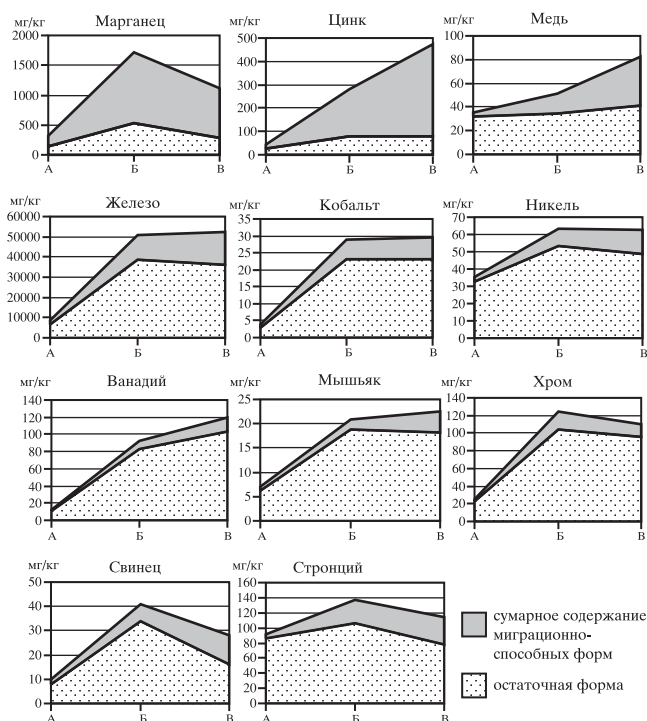 мг/кг Марганец
2000
1500
1000
500
0
А Б В
мг/кг Цинк
500
400
300
200
100
0
А Б В
мг/кг Медь
100
80
60
40
20
0
А Б В
мг/кг Железо
60000
50000
40000
30000
20000
10000
0
А Б В
мг/кг Кобальт
35
30
25
20
15
10
5
0
А Б В
мг/кг Никель
70
60
50
40
30
20
10
0
А Б В
мг/кг Ванадий
140
120
100
80
60
40
20
0
А Б В
мг/кг Мышьяк
25
20
15
10
5
0
А Б В
мг/кг Хром
140
120
100
80
60
40
20
0
А Б В
мг/кг Свинец
50
40
30
20
10
0
А Б В
мг/кг Стронций
160
140
120
100
80
60
40
20
0
А Б В
сумарное содержание
миграционно-
способных форм
остаточная форма